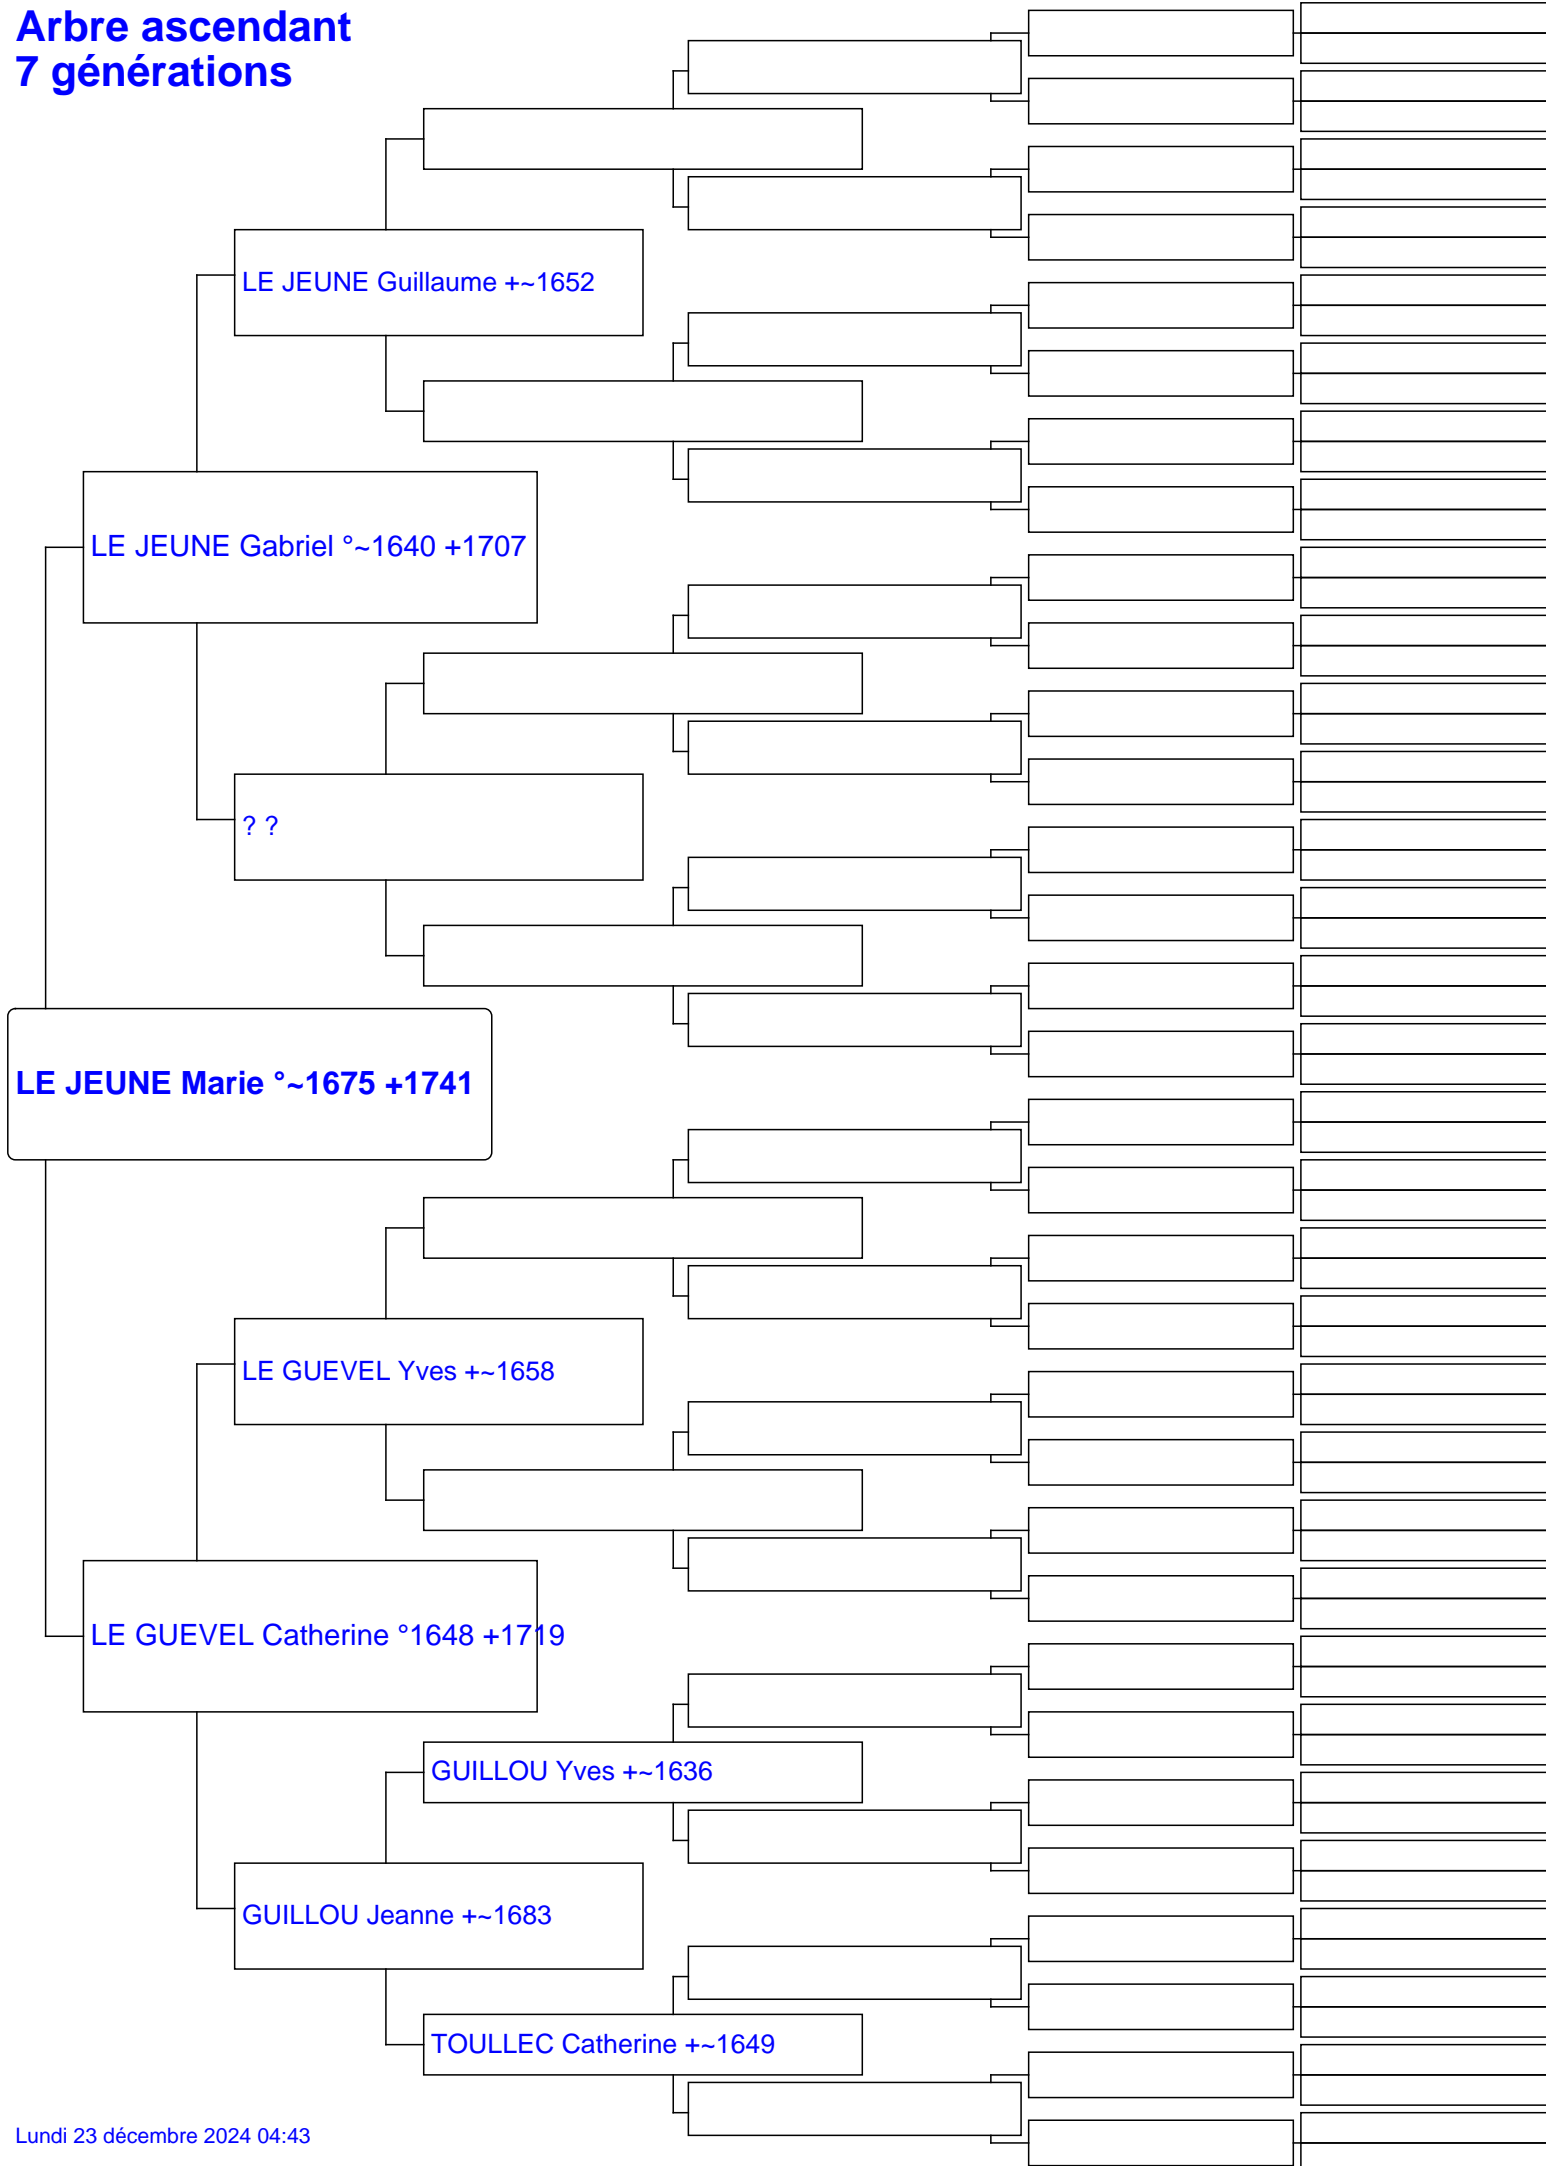 Arbre ascendant
7 générations
LE JEUNE Guillaume +~1652
LE JEUNE Gabriel °~1640 +1707
? ?
LE JEUNE Marie °~1675 +1741
LE GUEVEL Yves +~1658
LE GUEVEL Catherine °1648 +1719
GUILLOU Yves +~1636
GUILLOU Jeanne +~1683
TOULLEC Catherine +~1649
Lundi 23 décembre 2024 04:43